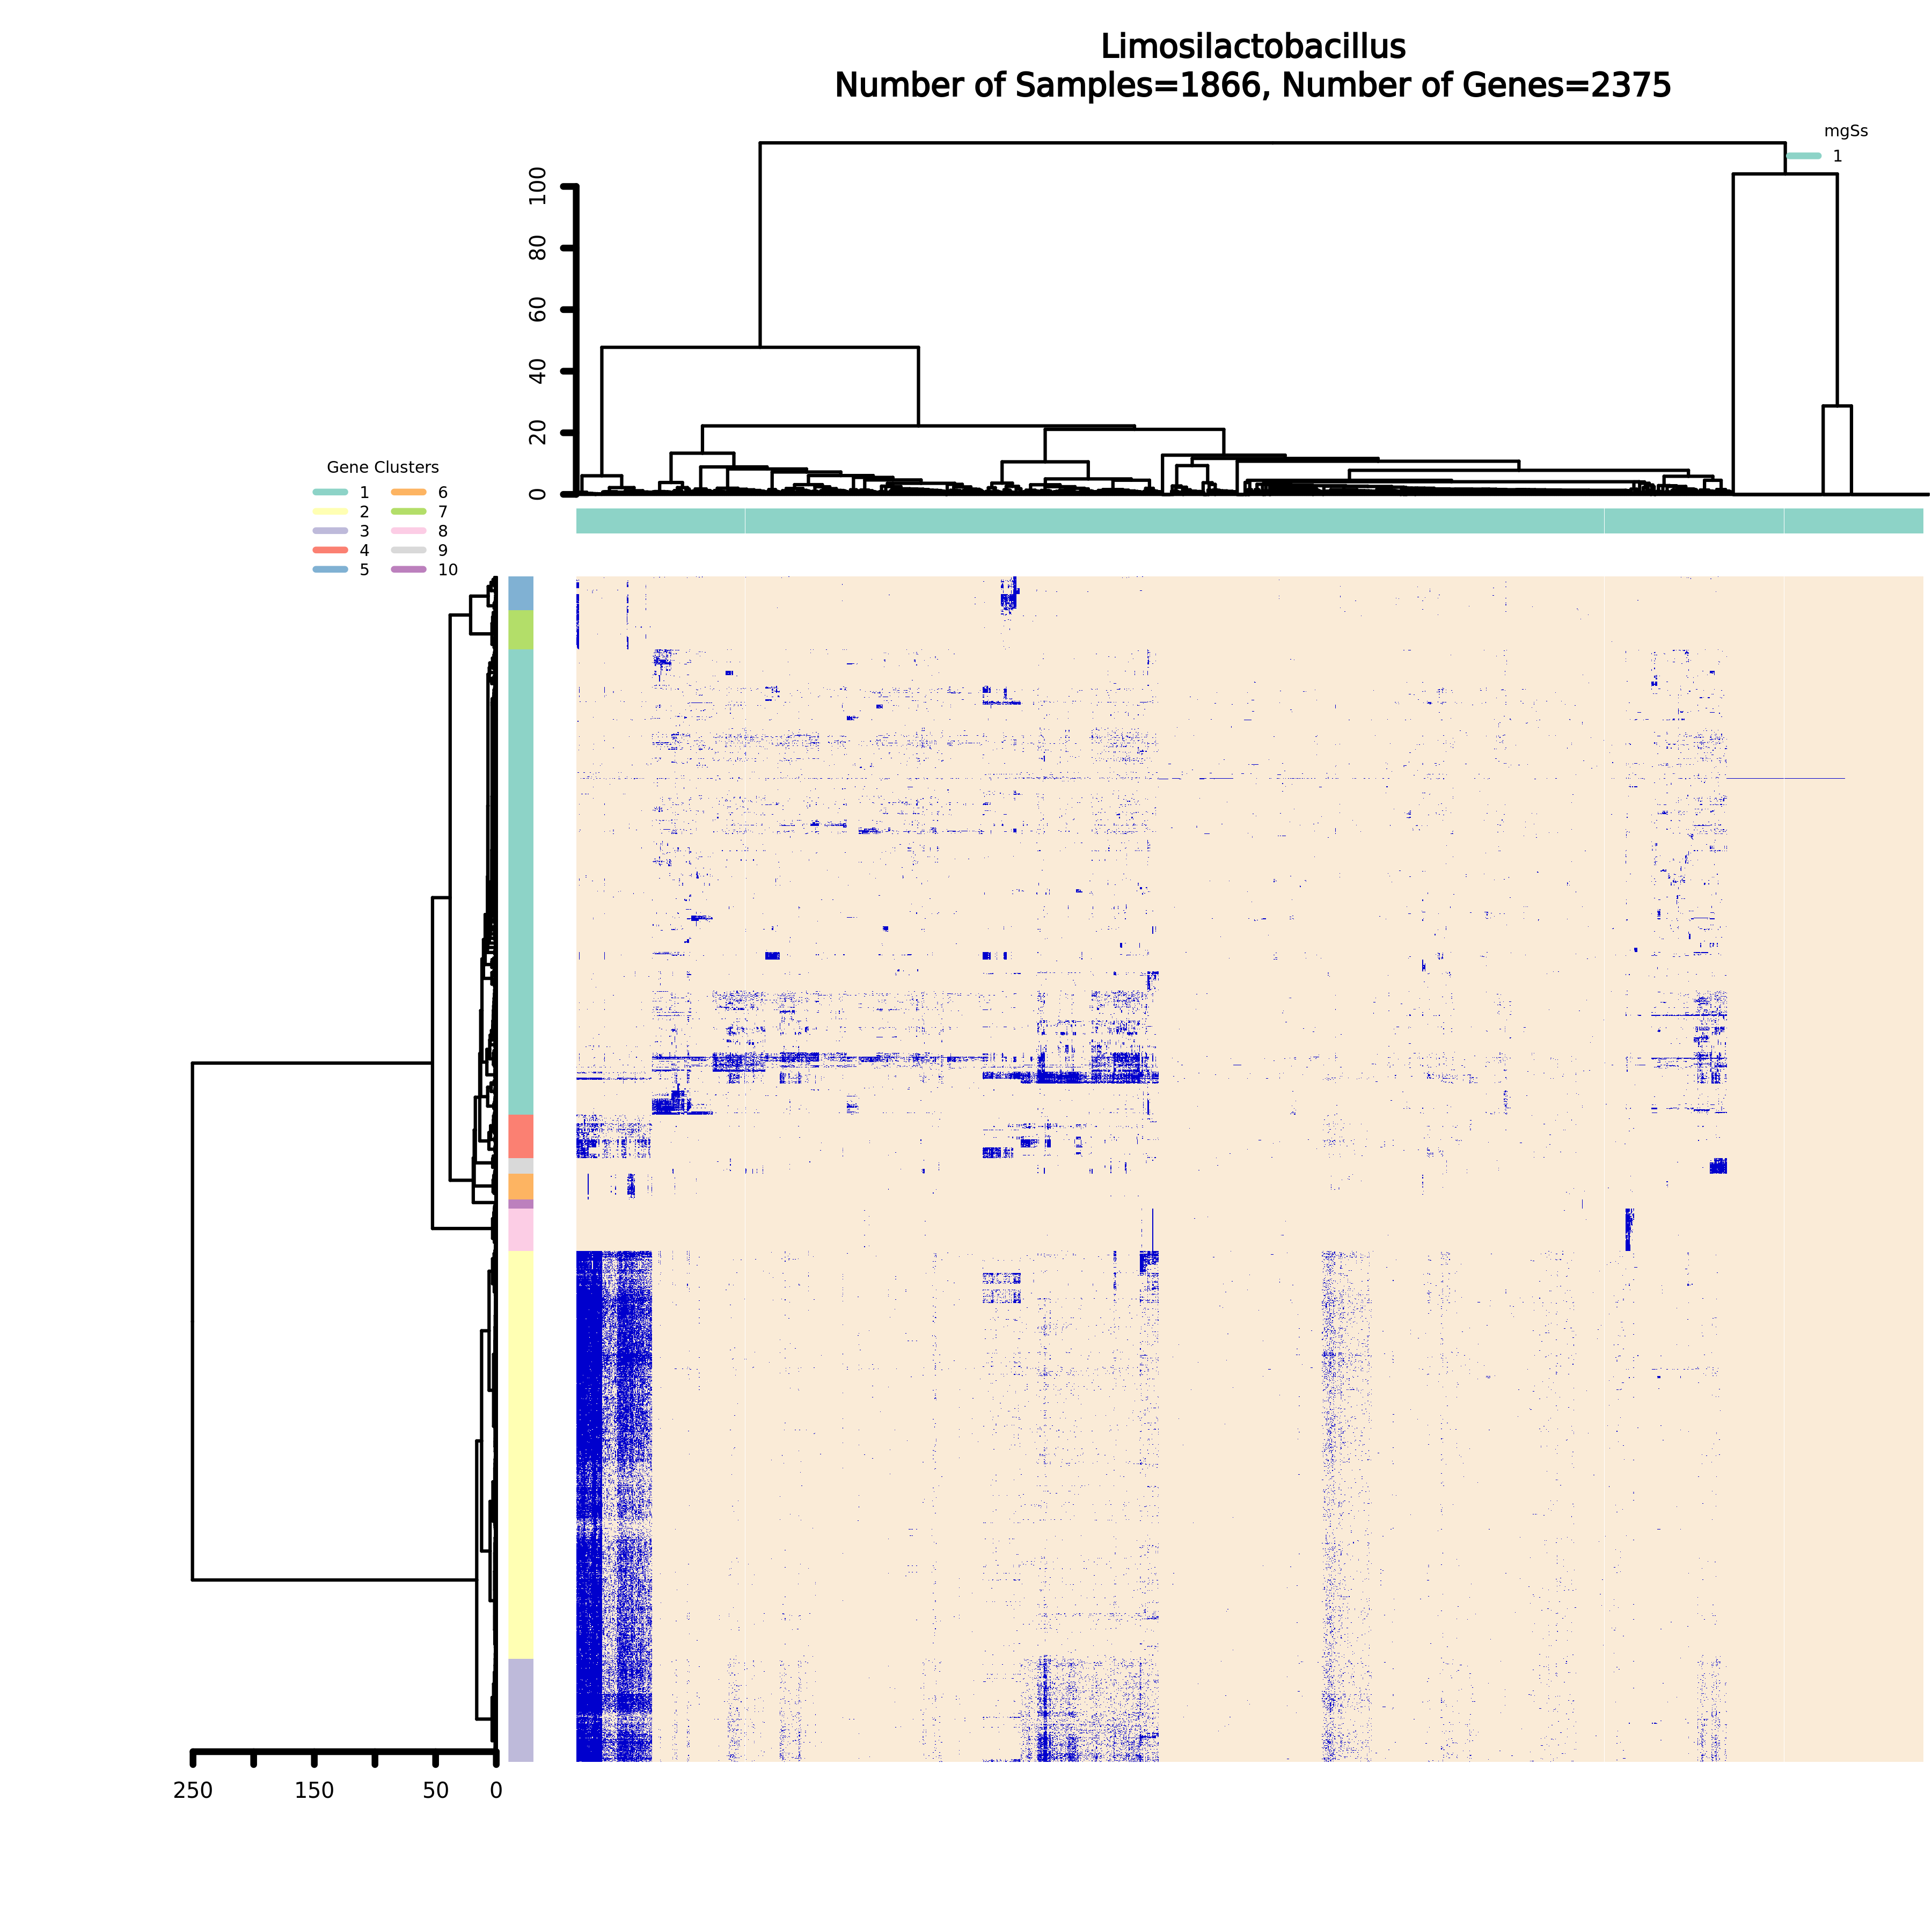 Limosilactobacillus
Number of Samples=1866, Number of Genes=2375
mgSs
1
100
80
60
40
20
0
Gene Clusters
1 6
2 7
3 8
4 9
5 10
250 150 50 0